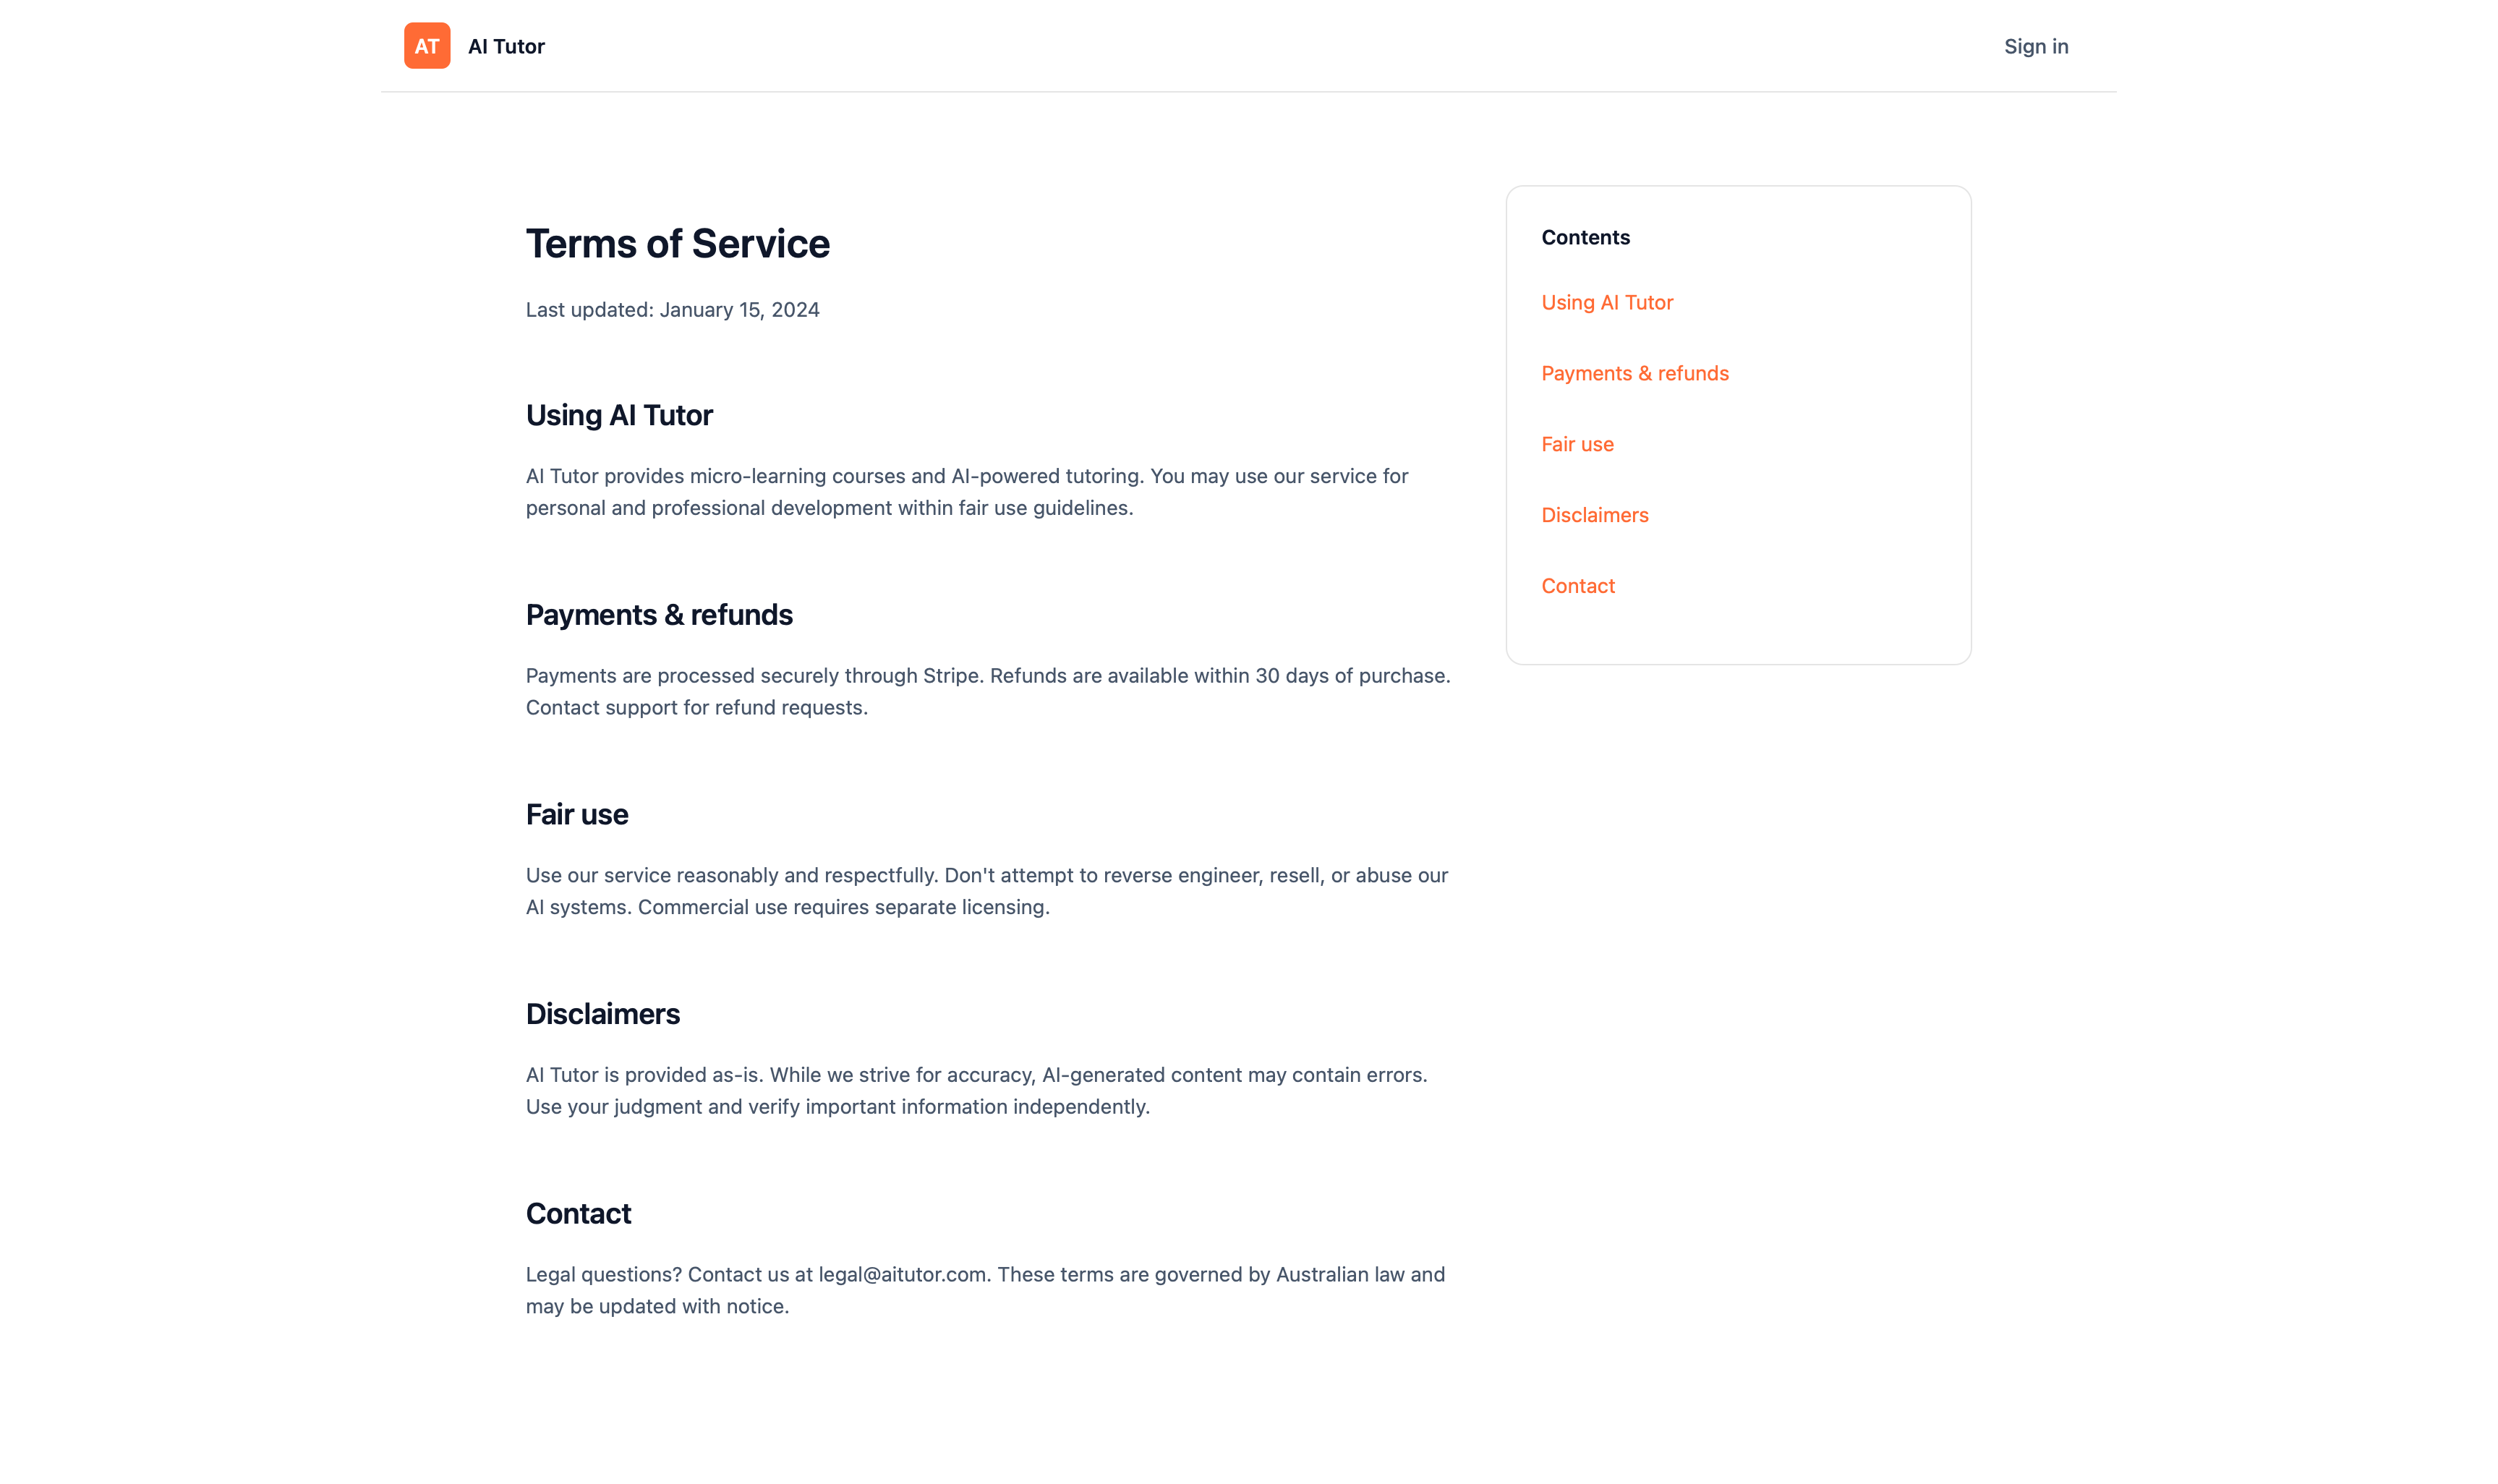 AT
AI Tutor
Sign in
Terms of Service
Last updated: January 15, 2024
Using AI Tutor
AI Tutor provides micro-learning courses and AI-powered tutoring. You may use our service for
personal and professional development within fair use guidelines.
Payments & refunds
Payments are processed securely through Stripe. Refunds are available within 30 days of purchase.
Contact support for refund requests.
Fair use
Use our service reasonably and respectfully. Don't attempt to reverse engineer, resell, or abuse our
AI systems. Commercial use requires separate licensing.
Disclaimers
AI Tutor is provided as-is. While we strive for accuracy, AI-generated content may contain errors.
Use your judgment and verify important information independently.
Contact
Legal questions? Contact us at legal@aitutor.com. These terms are governed by Australian law and
may be updated with notice.
Contents
Using AI Tutor
Payments & refunds
Fair use
Disclaimers
Contact